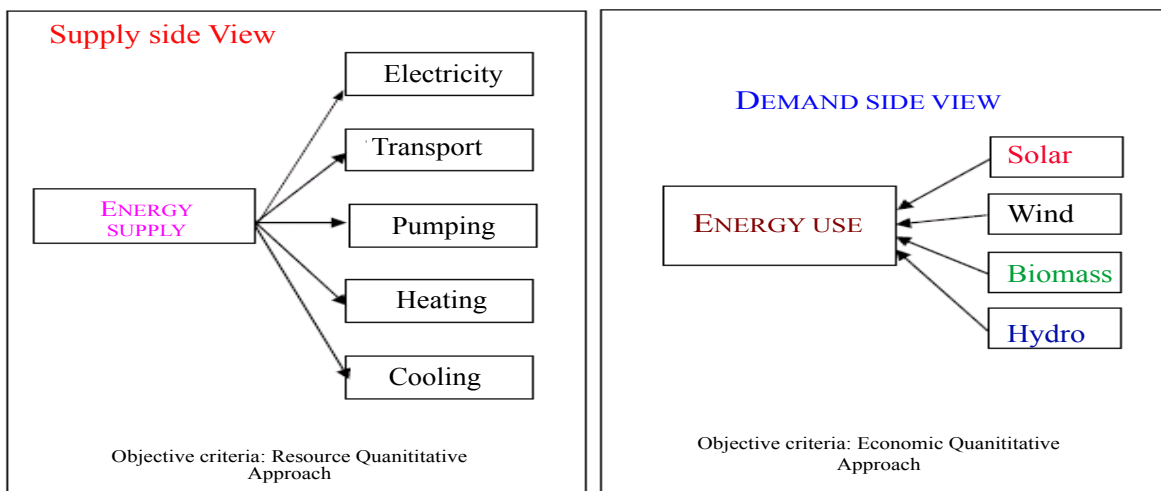 Supply side View
Electricity
Transport
Pumping
Heating
Cooling
ENERGY
SUPPLY
Objective criteria: Resource Quanititative
Approach
DEMAND SIDE VIEW
ENERGY USE
Solar
Wind
Biomass
Hydro
Objective criteria: Economic Quanititative
Approach